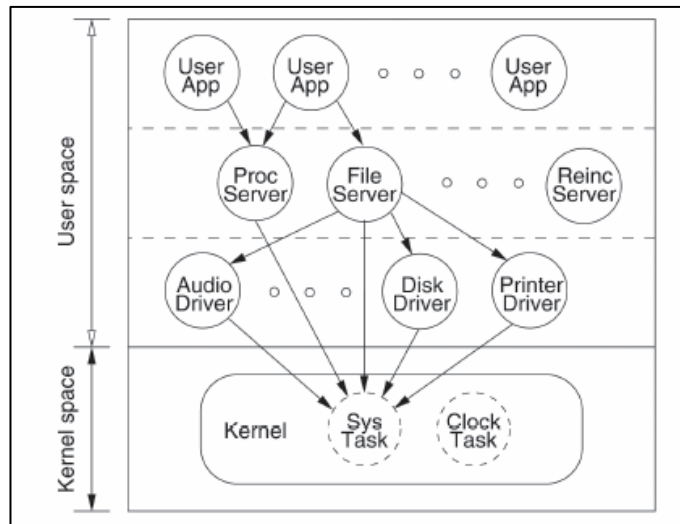 User
App
User
App
User
App
Proc
Server
File
Server
Reinc
Server
Audio
Driver
Disk
Driver
Printer
Driver
Kernel
Sys
Task
Clock
Task
User space
Kernel space